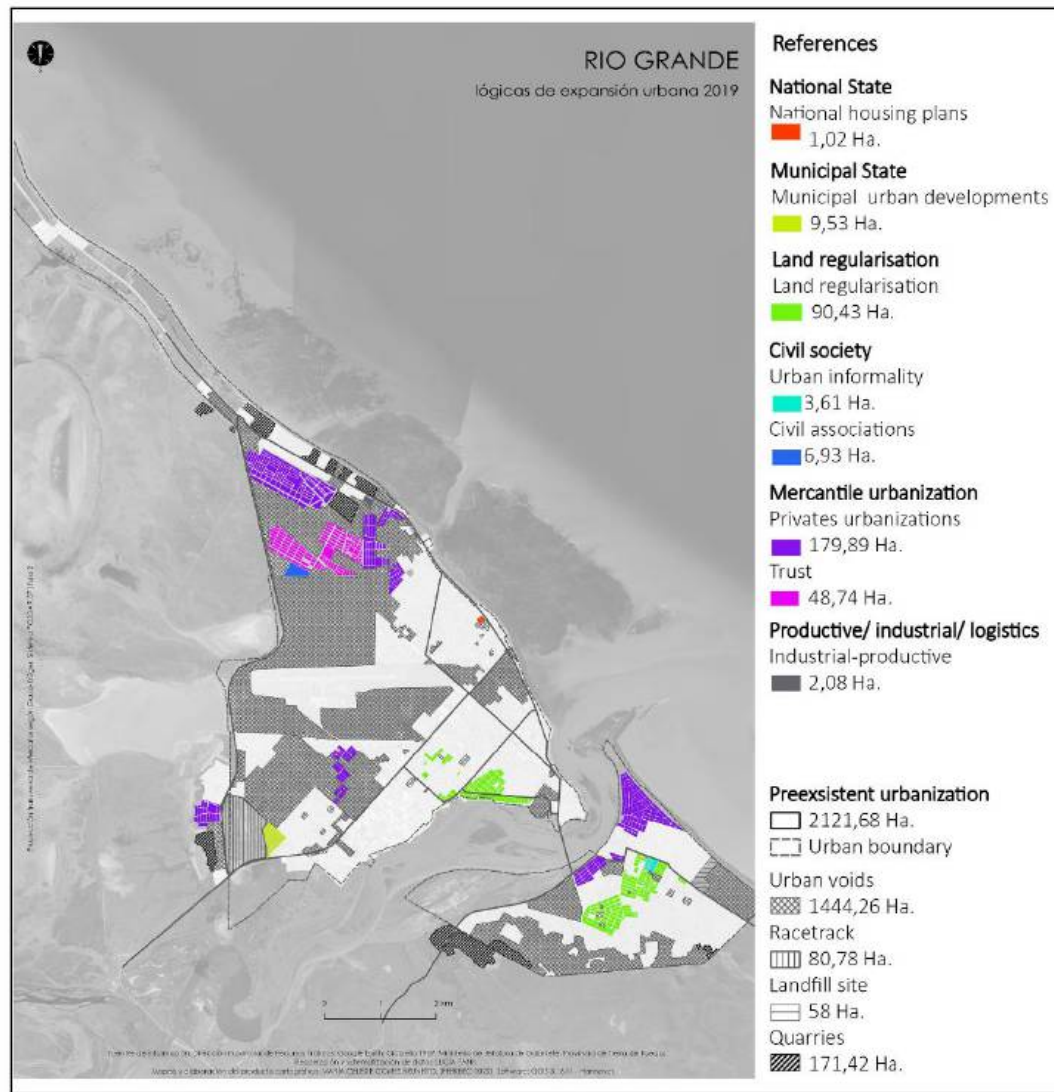 RIO GRANDE
lógicas de expansión urbana 2019
0 1 2 km
References
National State
National housing plans
1,02 Ha.
Municipal State
Municipal urban developments
9,53 Ha.
Land regularisation
Land regularisation
90,43 Ha.
Civil society
Urban informality
3,61 Ha.
Civil associations
6,93 Ha.
Mercantile urbanization
Privates urbanizations
179,89 Ha.
Trust
48,74 Ha.
Productive/ industrial/ logistics
Industrial-productive
2,08 Ha.
Preexsistent urbanization
2121,68 Ha.
Urban boundary
Urban voids
1444,26 Ha.
Racetrack
80,78 Ha.
Landfill site
58 Ha.
Quarries
171,42 Ha.